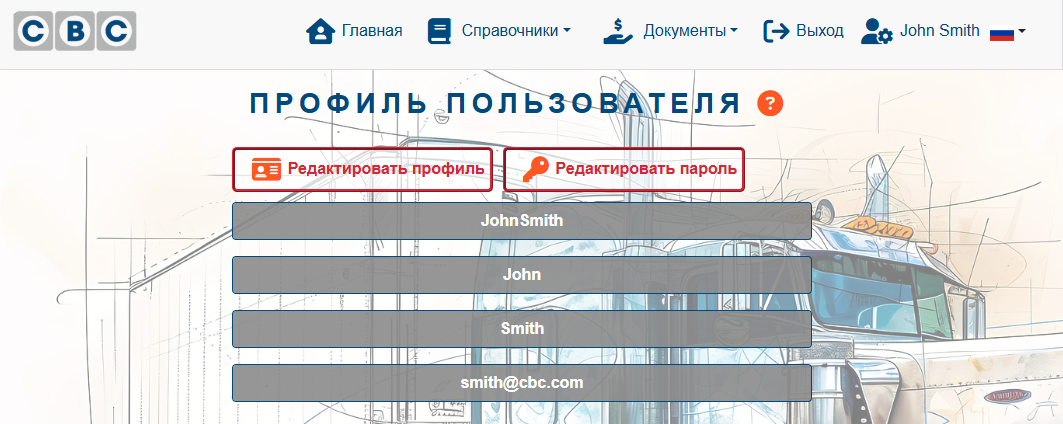 CBC
Главная Справочники Документы Выход John Smith
ПРОФИЛЬ ПОЛЬЗОВАТЕЛЯ ?
Редактировать профиль Редактировать пароль
JohnSmith
John
Smith
smith@cbc.com